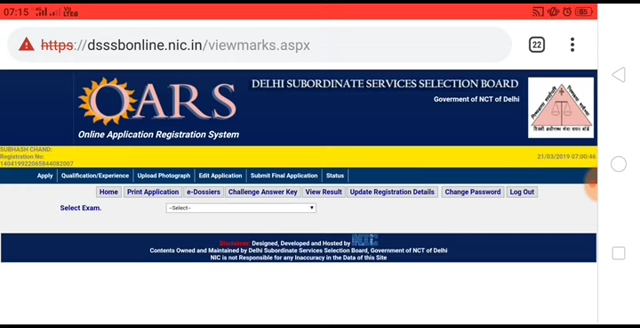 07:15
22
https://dsssbonline.nic.in/viewmarks.aspx
OARS
Online Application Registration System
DELHI SUBORDINATE SERVICES SELECTION BOARD
Goverment of NCT of Delhi
SUBHASH CHAND:
Registration No:
140419922065844082007
21/03/2019 07:00:46
Apply Qualification/Experience Upload Photograph Edit Application Submit Final Application Status
Home Print Application e-Dossiers Challenge Answer Key View Result Update Registration Details Change Password Log Out
Select Exam. -Select-
Disclaimer: Designed, Developed and Hosted by NIC
Contents Owned and Maintained by Delhi Subordinate Services Selection Board, Government of NCT of Delhi
NIC is not Responsible for any Inaccuracy in the Data of this Site